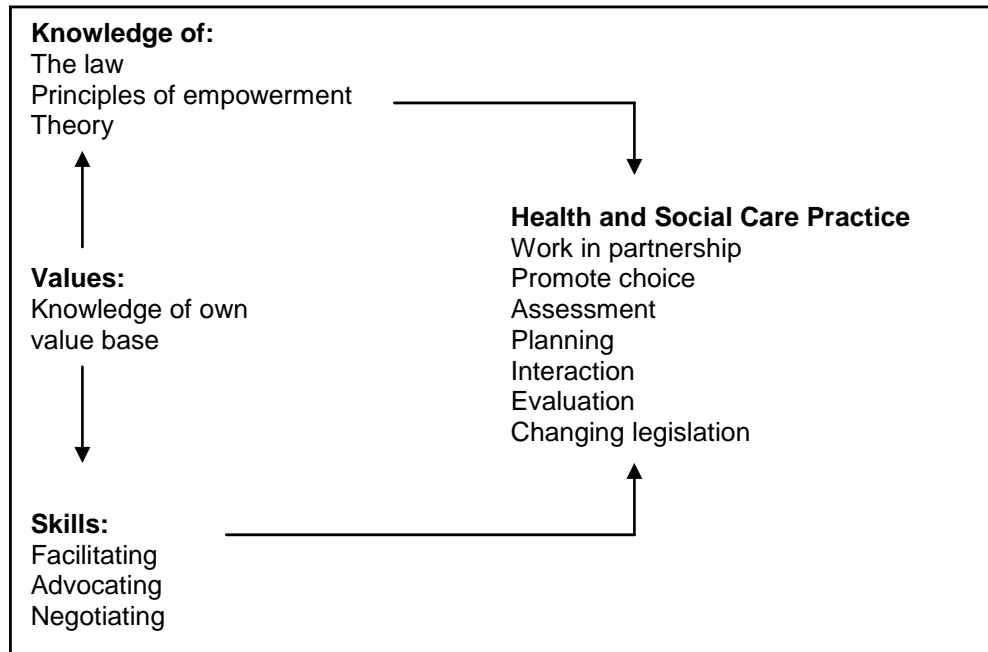 Knowledge of:
The law
Principles of empowerment
Theory
Values:
Knowledge of own
value base
Skills:
Facilitating
Advocating
Negotiating
Health and Social Care Practice
Work in partnership
Promote choice
Assessment
Planning
Interaction
Evaluation
Changing legislation